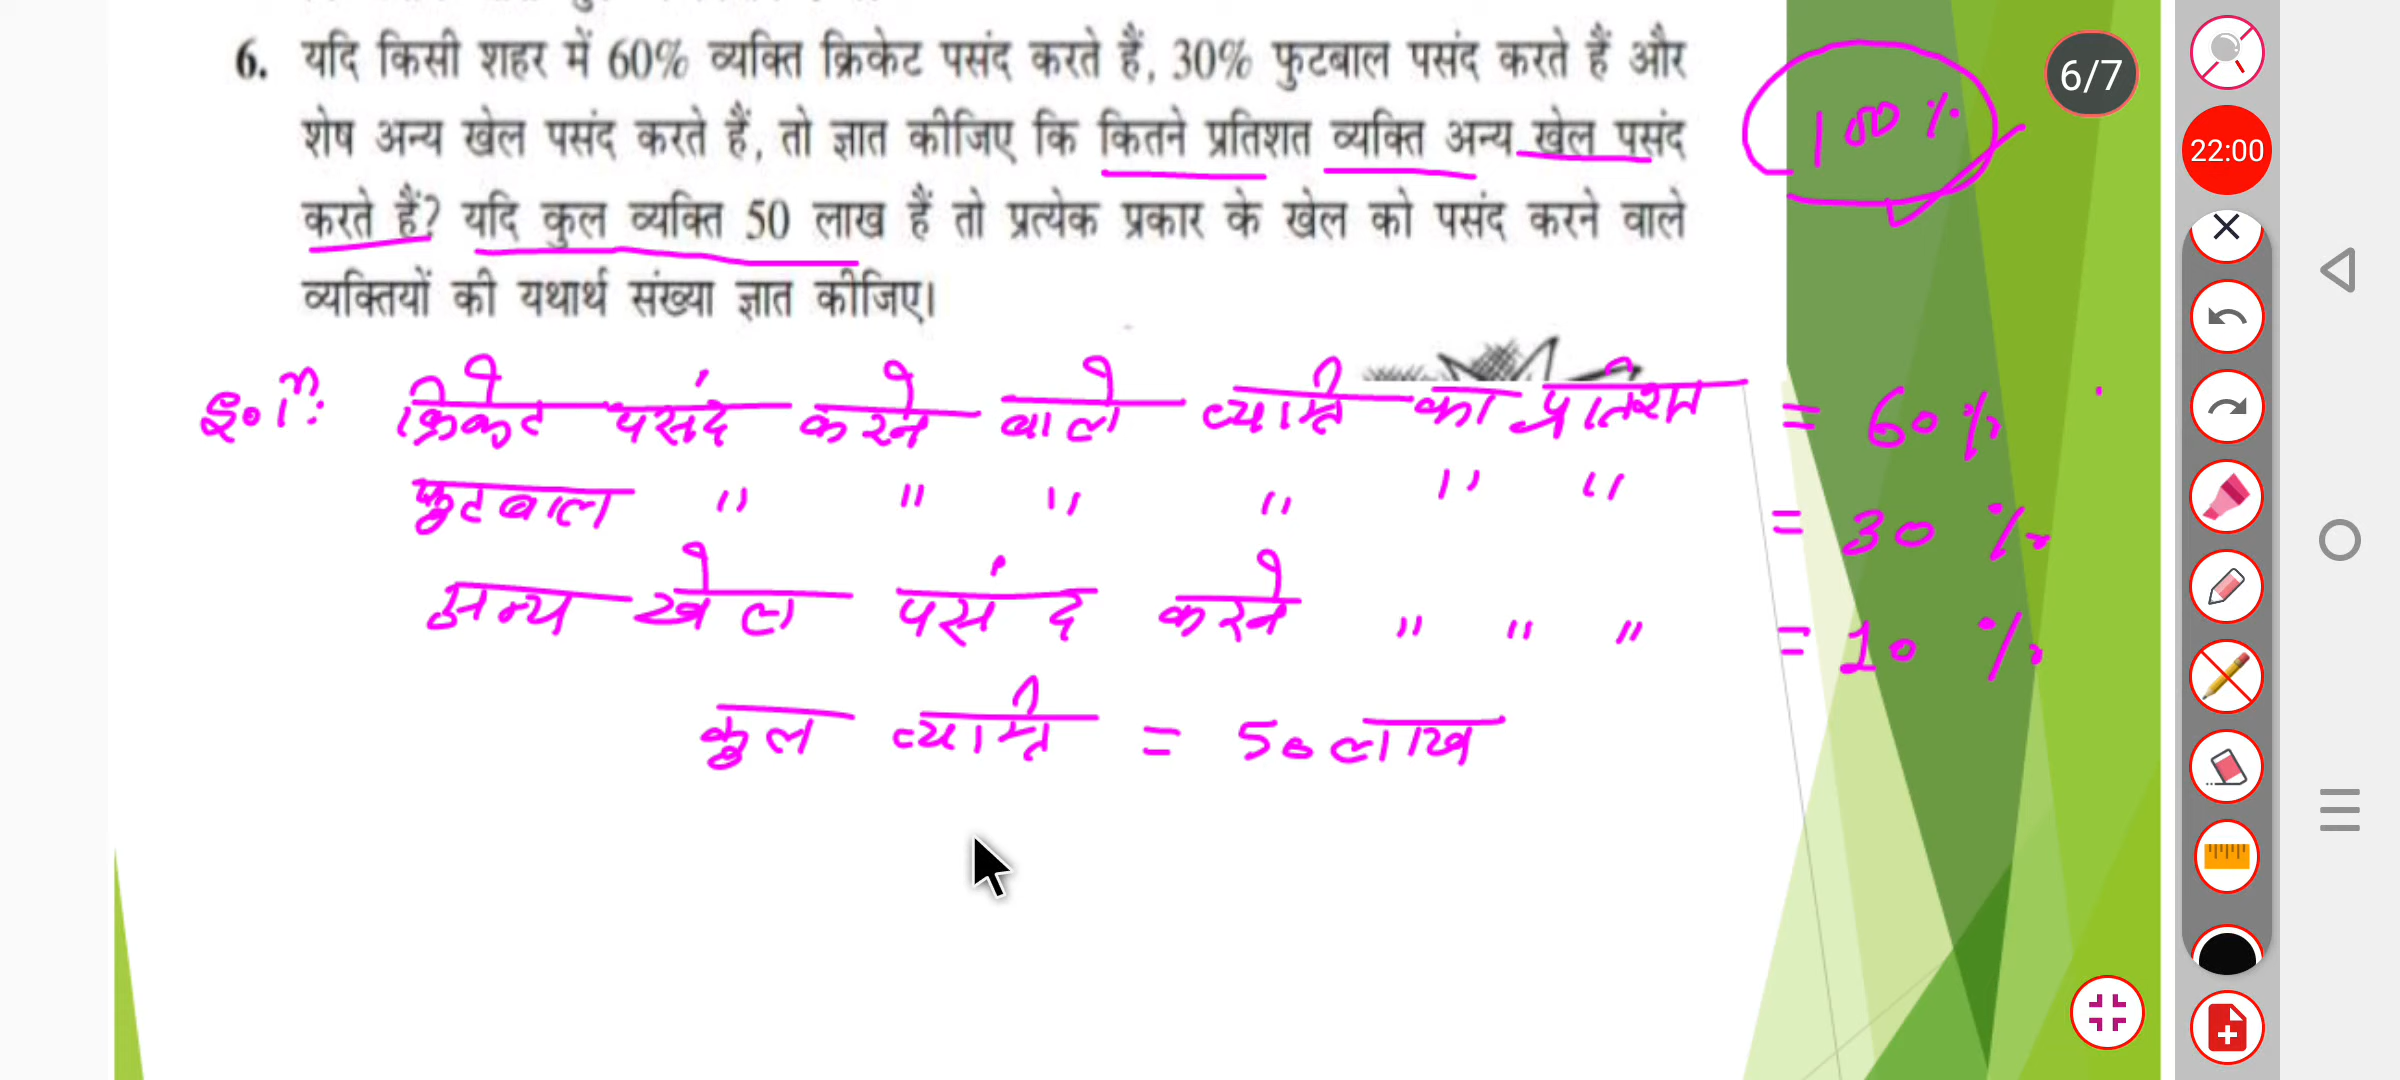 6. यदि किसी शहर में 60% व्यक्ति क्रिकेट पसंद करते हैं, 30% फुटबाल पसंद करते हैं और
शेष अन्य खेल पसंद करते हैं, तो ज्ञात कीजिए कि कितने प्रतिशत व्यक्ति अन्य खेल पसंद
करते हैं? यदि कुल व्यक्ति 50 लाख हैं तो प्रत्येक प्रकार के खेल को पसंद करने वाले
व्यक्तियों की यथार्थ संख्या ज्ञात कीजिए।
100%
6/7
22:00
Solⁿ: क्रिकेट पसंद करने वाले व्यक्ति का प्रतिशत = 60%
फुटबाल " " " " " " = 30%
अन्य खेल पसंद करने " " " = 10%
कुल व्यक्ति = 50 लाख